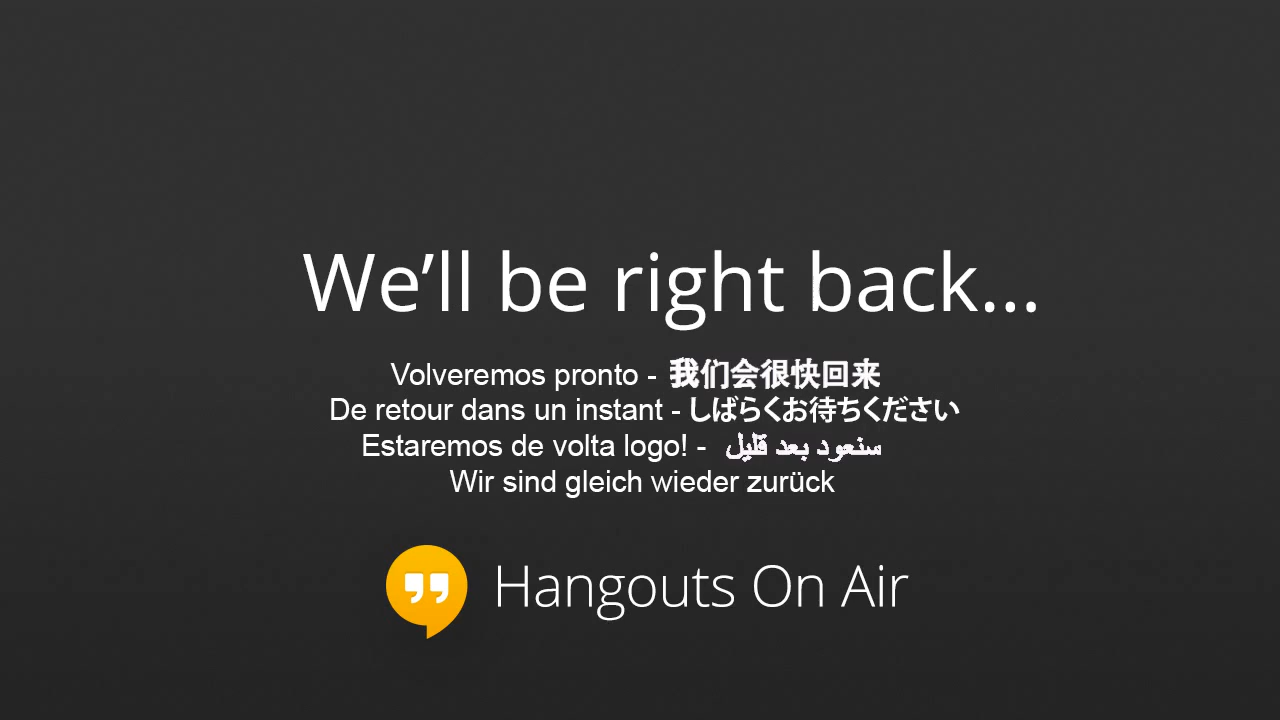 We’ll be right back...
Volveremos pronto - 我们会很快回来
De retour dans un instant - しばらくお待ちください
Estaremos de volta logo! - سنعود بعد قليل
Wir sind gleich wieder zurück
Hangouts On Air